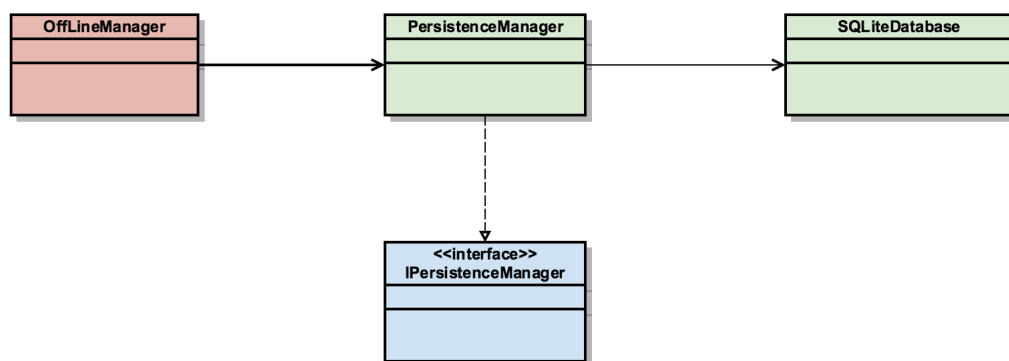 OffLineManager
PersistenceManager
SQLiteDatabase
<<interface>>
IPersistenceManager